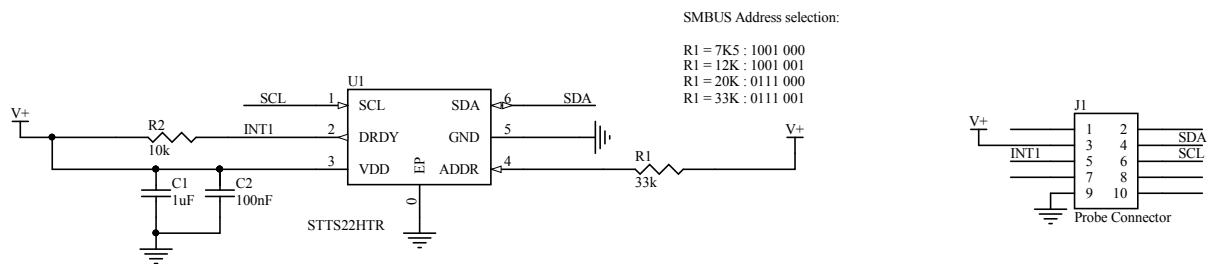 SMBUS Address selection:
R1 = 7K5 : 1001 000
R1 = 12K : 1001 001
R1 = 20K : 0111 000
R1 = 33K : 0111 001
U1
SCL 1 SCL SDA 6 SDA
V+ R2 INT1 2 DRDY GND 5
10k
3 VDD EP ADDR 4 R1 V+
33k
C1 C2
1uF 100nF
0
STTS22HTR
J1
1 2
V+ 3 4 SDA
INT1 5 6 SCL
7 8
9 10
Probe Connector